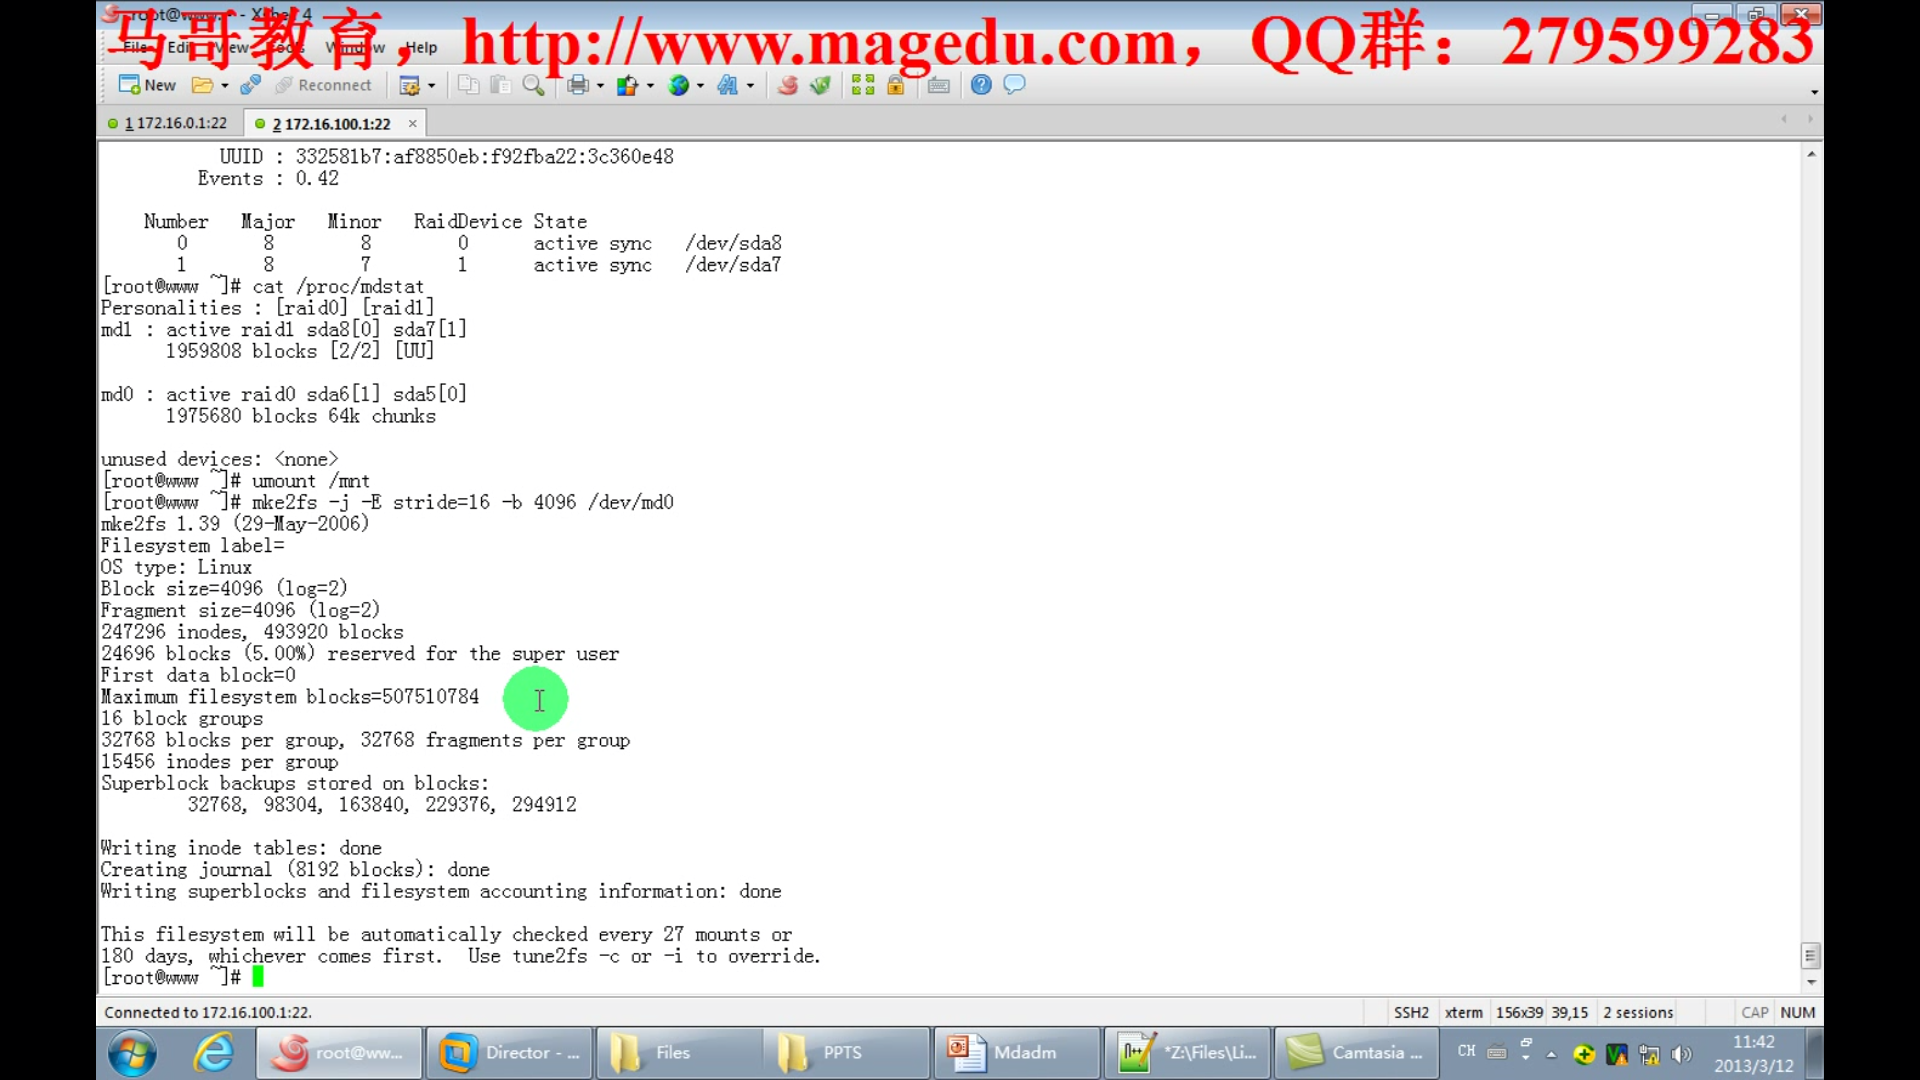 root@www:~ - Xshell 4
马哥教育，http://www.magedu.com，QQ群：279599283
File Edit View Tools Window Help
New Reconnect
1 172.16.0.1:22 2 172.16.100.1:22
UUID : 332581b7:af8850eb:f92fba22:3c360e48
Events : 0.42
Number Major Minor RaidDevice State
0 8 8 0 active sync /dev/sda8
1 8 7 1 active sync /dev/sda7
[root@www ~]# cat /proc/mdstat
Personalities : [raid0] [raid1]
md1 : active raid1 sda8[0] sda7[1]
1959808 blocks [2/2] [UU]
md0 : active raid0 sda6[1] sda5[0]
1975680 blocks 64k chunks
unused devices: <none>
[root@www ~]# umount /mnt
[root@www ~]# mke2fs -j -E stride=16 -b 4096 /dev/md0
mke2fs 1.39 (29-May-2006)
Filesystem label=
OS type: Linux
Block size=4096 (log=2)
Fragment size=4096 (log=2)
247296 inodes, 493920 blocks
24696 blocks (5.00%) reserved for the super user
First data block=0
Maximum filesystem blocks=507510784
16 block groups
32768 blocks per group, 32768 fragments per group
15456 inodes per group
Superblock backups stored on blocks:
32768, 98304, 163840, 229376, 294912
Writing inode tables: done
Creating journal (8192 blocks): done
Writing superblocks and filesystem accounting information: done
This filesystem will be automatically checked every 27 mounts or
180 days, whichever comes first.  Use tune2fs -c or -i to override.
[root@www ~]#
Connected to 172.16.100.1:22. SSH2 xterm 156x39 39,15 2 sessions CAP NUM
root@ww... Director - ... Files PPTS Mdadm *Z:\Files\Li... Camtasia ... CH 11:42
2013/3/12